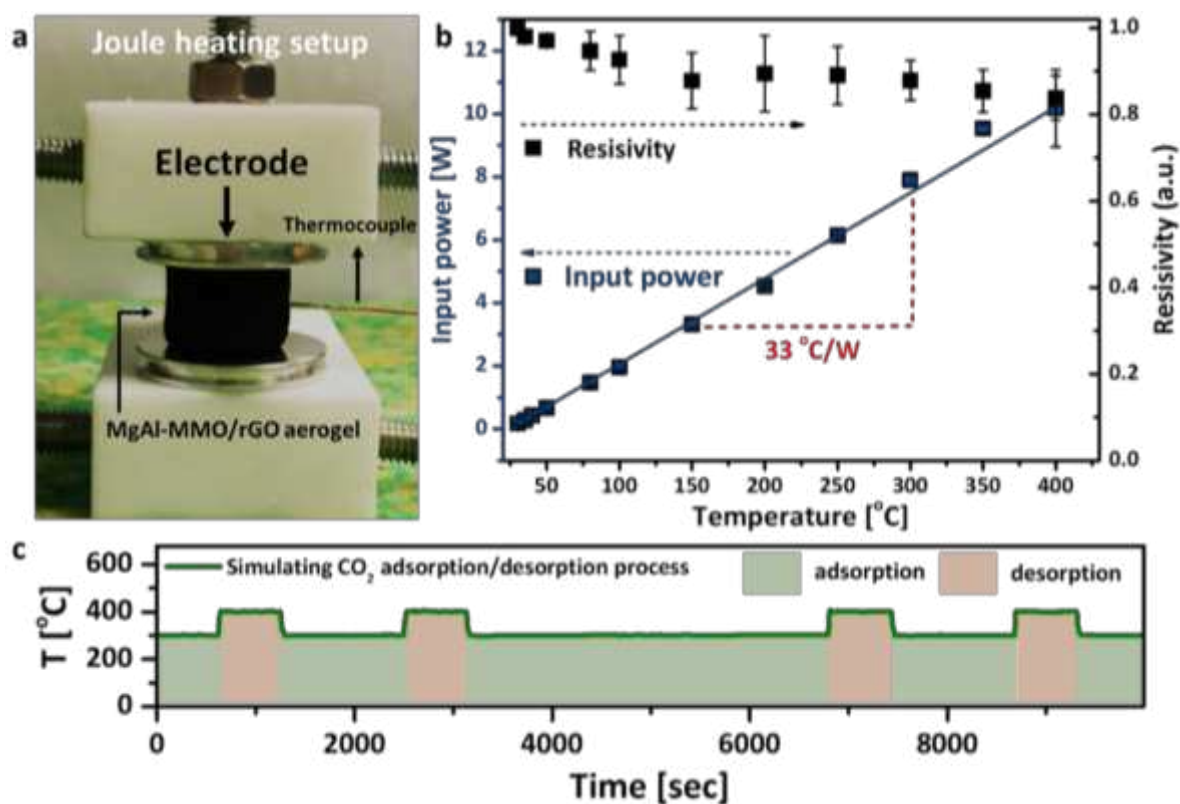 a
Joule heating setup
Electrode
Thermocouple
MgAl-MMO/rGO aerogel
b
Input power [W]
12
10
8
6
4
2
0
Resisivity
Input power
33 °C/W
1.0
0.8
0.6
0.4
0.2
0.0
Resisivity (a.u.)
50 100 150 200 250 300 350 400
Temperature [°C]
c
T [°C]
600
400
200
0
Simulating CO₂ adsorption/desorption process
adsorption
desorption
0 2000 4000 6000 8000
Time [sec]